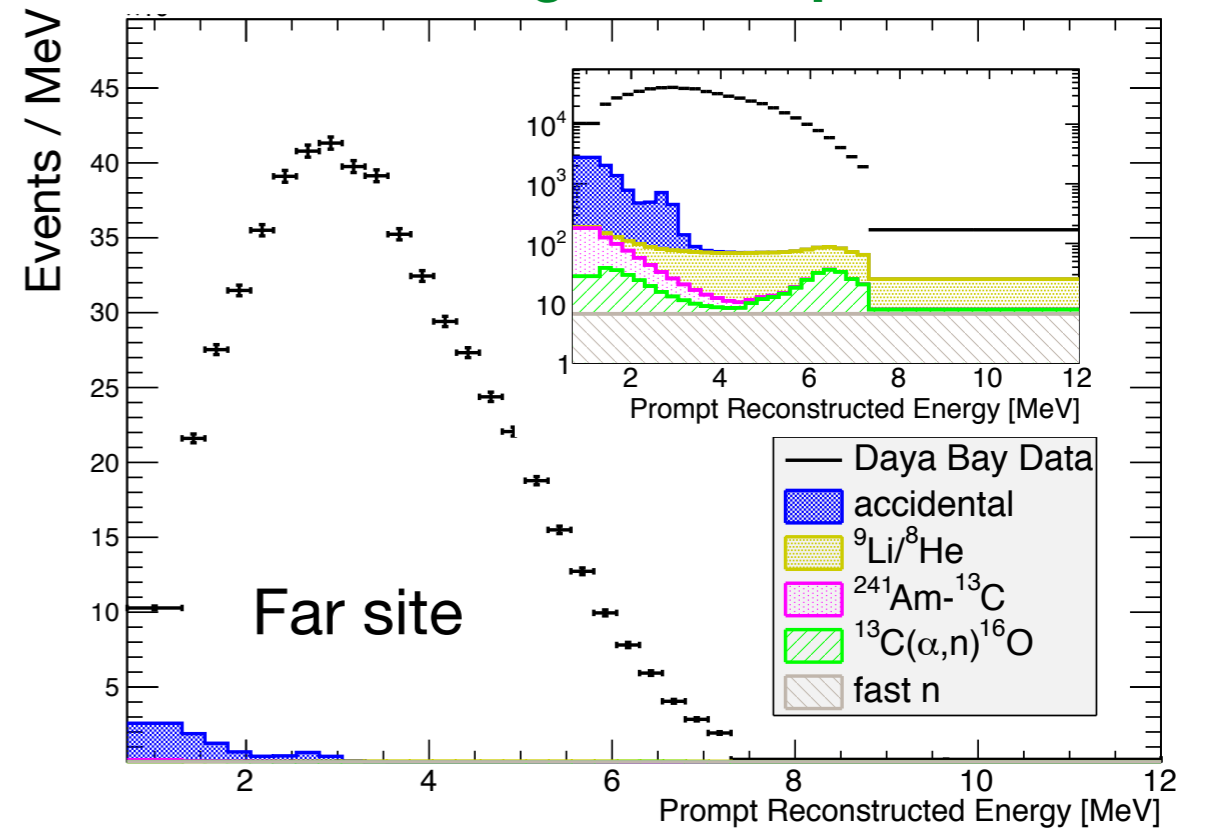 Events / MeV
45
40
35
30
25
20
15
10
5
2
4
6
8
10
12
Prompt Reconstructed Energy [MeV]
Far site
10⁴
10³
10²
10
1
2
4
6
8
10
12
Prompt Reconstructed Energy [MeV]
Daya Bay Data
accidental
⁹Li/⁸He
²⁴¹Am-¹³C
¹³C(α,n)¹⁶O
fast n